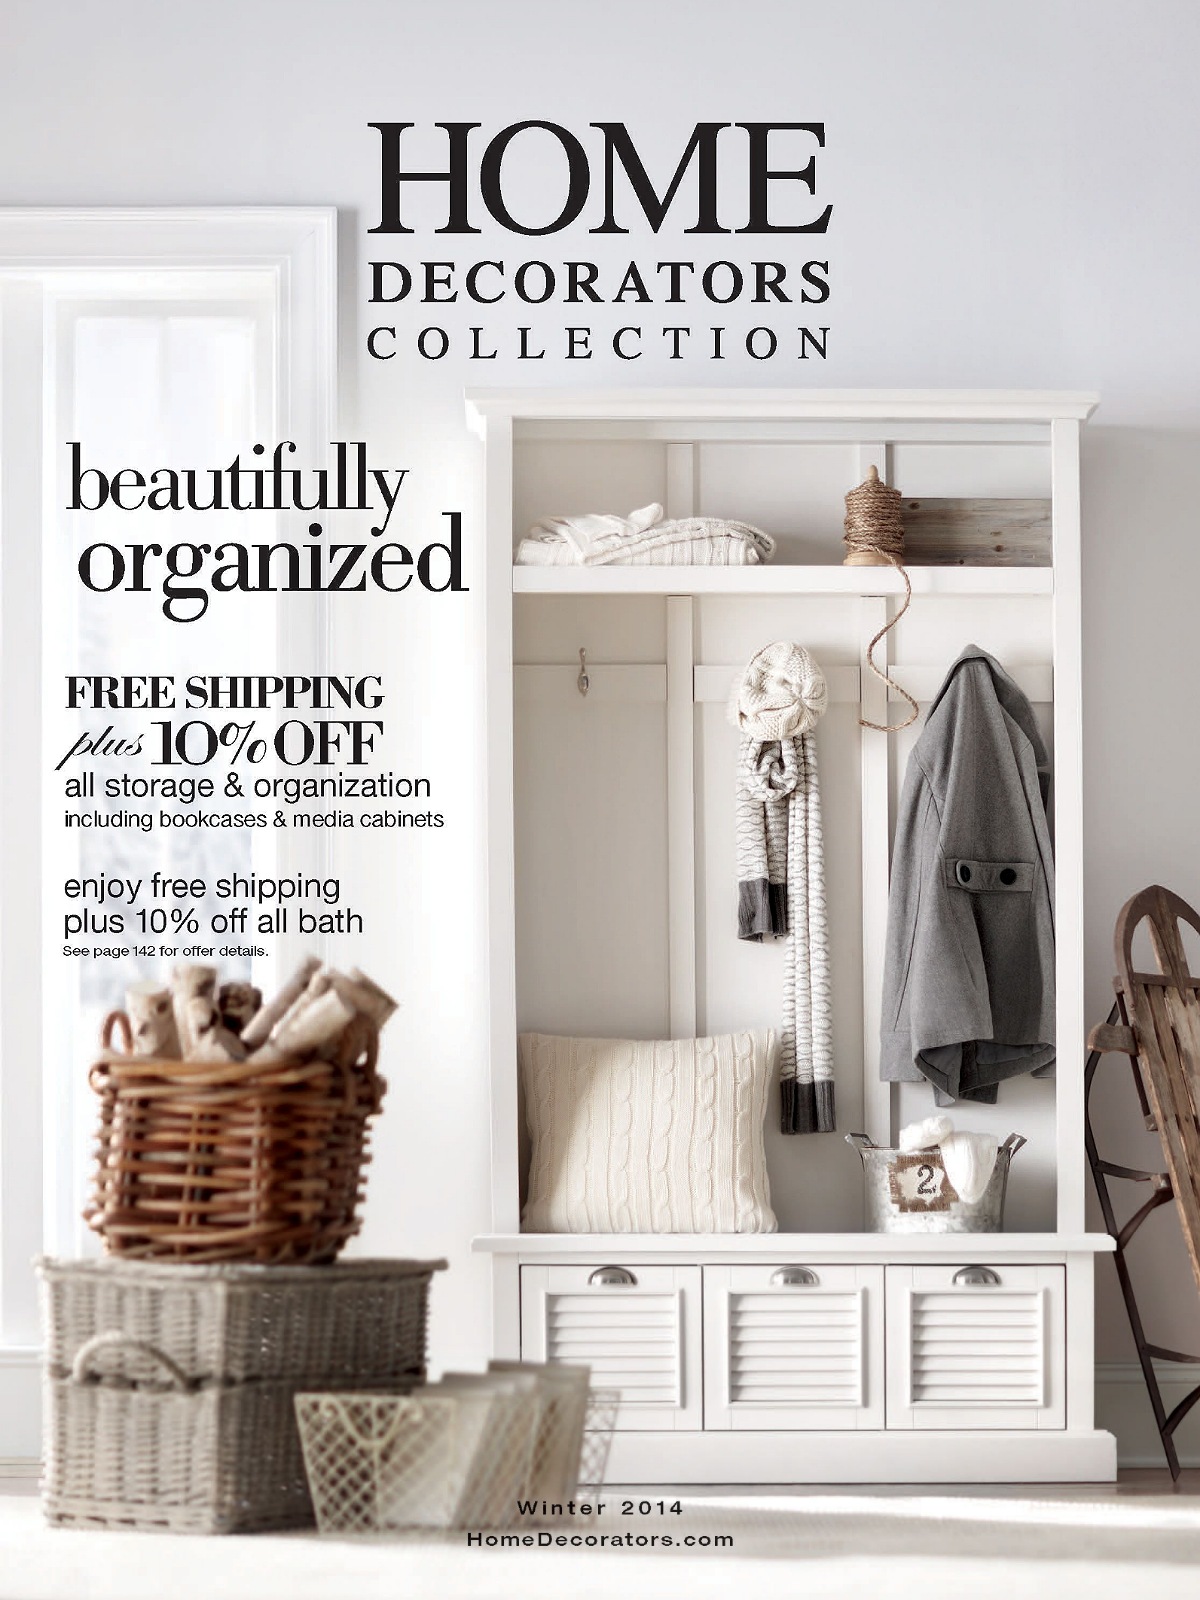 HOME
DECORATORS
COLLECTION
beautifully
organized
FREE SHIPPING
plus 10% OFF
all storage & organization
including bookcases & media cabinets
enjoy free shipping
plus 10% off all bath
See page 142 for offer details.
2
Winter 2014
HomeDecorators.com